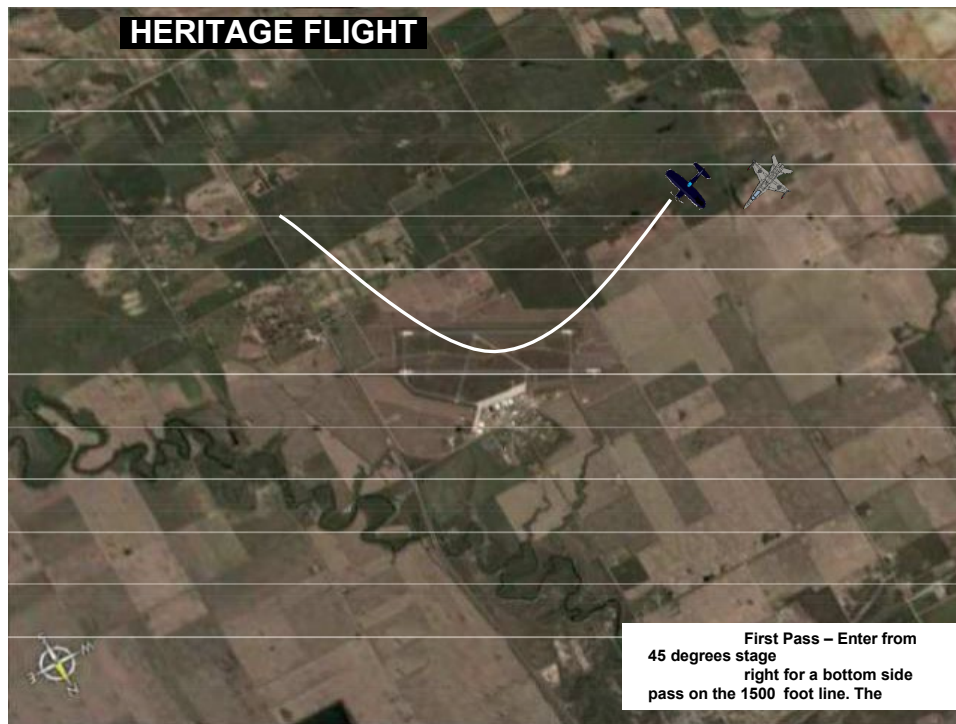 HERITAGE FLIGHT
First Pass – Enter from
45 degrees stage
right for a bottom side
pass on the 1500 foot line. The